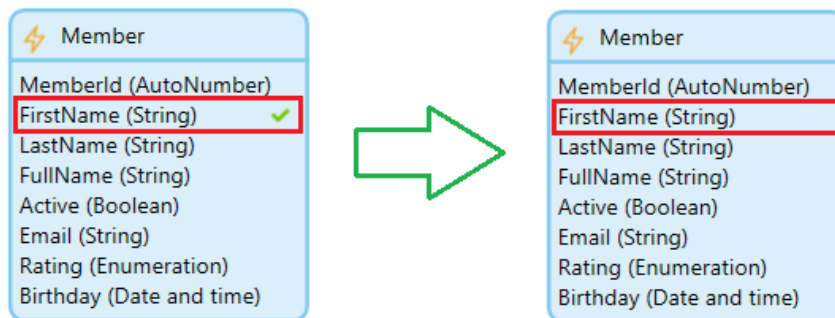 Member
MemberId (AutoNumber)
FirstName (String)
LastName (String)
FullName (String)
Active (Boolean)
Email (String)
Rating (Enumeration)
Birthday (Date and time)
Member
MemberId (AutoNumber)
FirstName (String)
LastName (String)
FullName (String)
Active (Boolean)
Email (String)
Rating (Enumeration)
Birthday (Date and time)